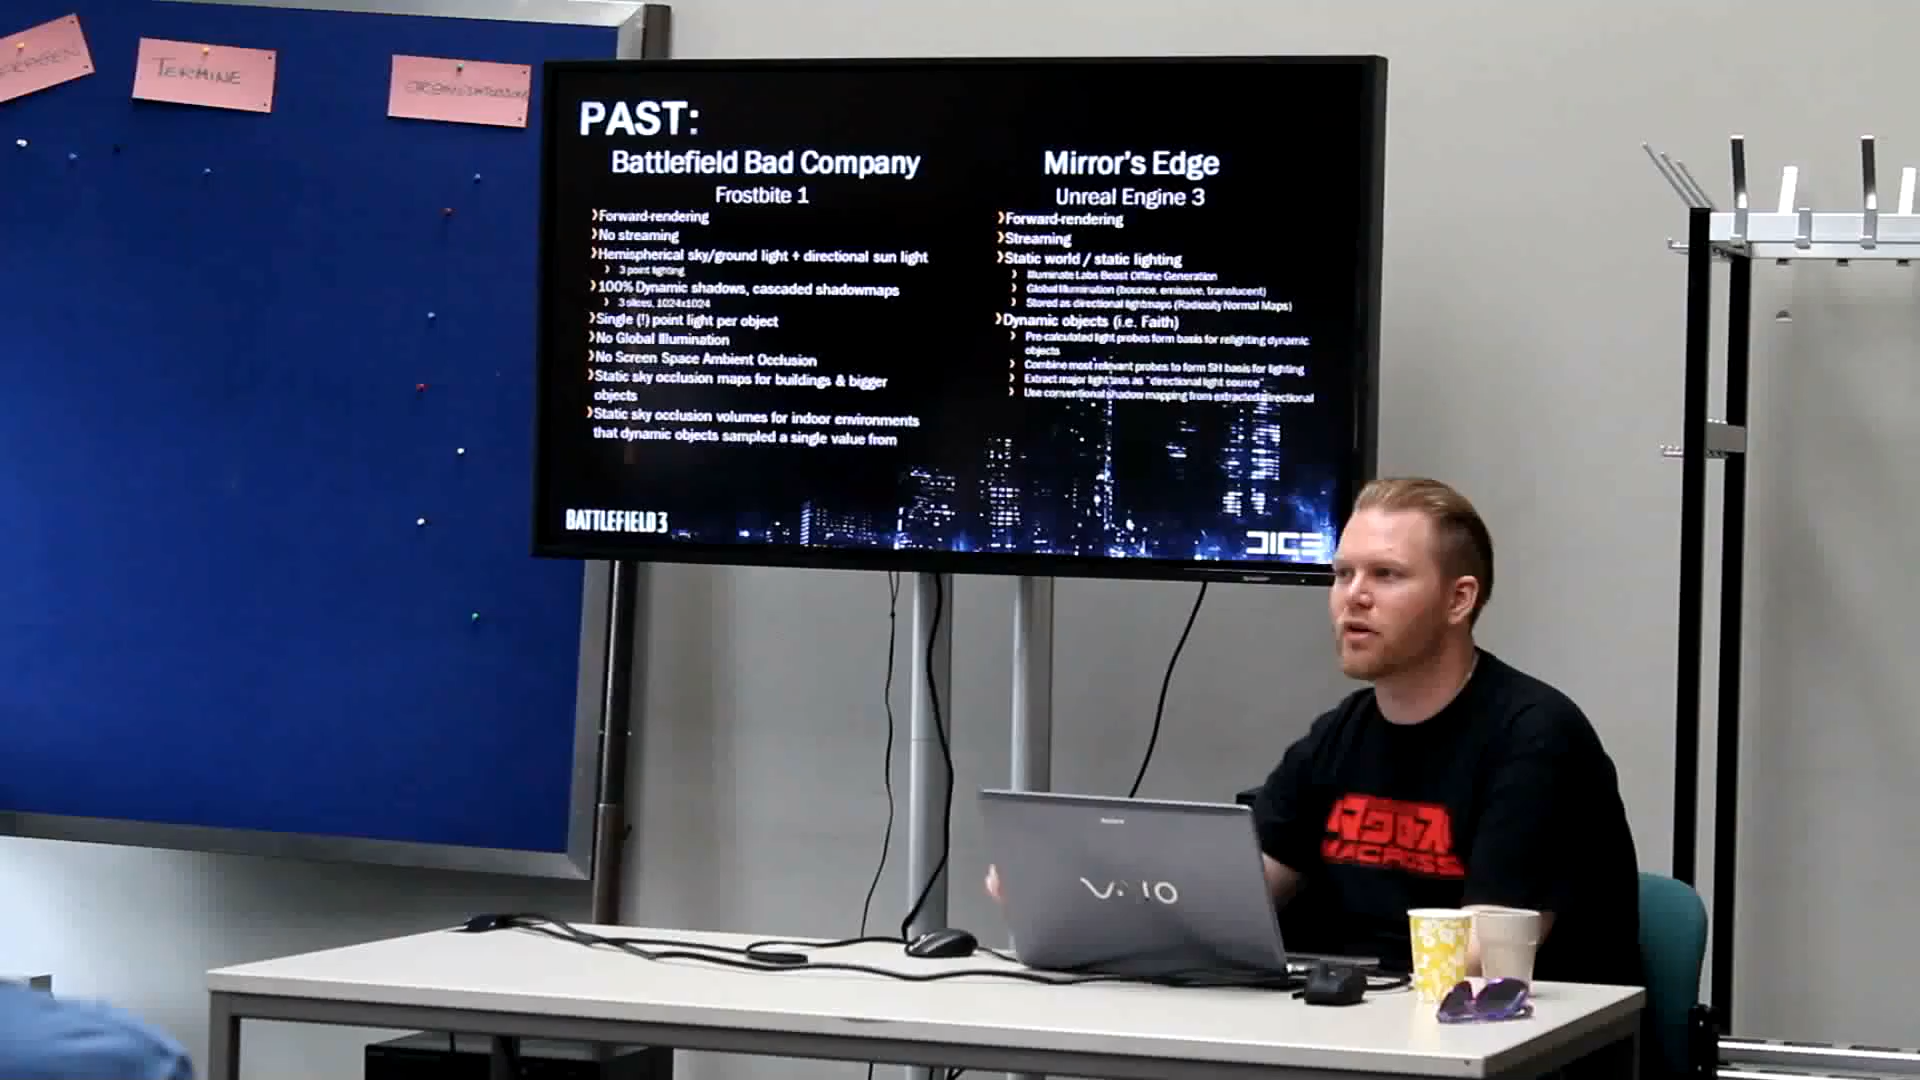 TERMINE
PAST:
Battlefield Bad Company
Frostbite 1
Forward-rendering
No streaming
Hemispherical sky/ground light + directional sun light
3 point lighting
100% Dynamic shadows, cascaded shadowmaps
3 slices, 1024x1024
Single (!) point light per object
No Global Illumination
No Screen Space Ambient Occlusion
Static sky occlusion maps for buildings & bigger
objects
Static sky occlusion volumes for indoor environments
that dynamic objects sampled a single value from
Mirror's Edge
Unreal Engine 3
Forward-rendering
Streaming
Static world / static lighting
Illuminate Labs Beast Offline Generation
Global Illumination (bounce, emissive, translucent)
Stored as directional lightmaps (Radiosity Normal Maps)
Dynamic objects (i.e. Faith)
Pre-calculated light probes form basis for relighting dynamic
objects
Combine most relevant probes to form SH basis for lighting
Extract major light axis as "directional light source"
Use conventional shadow mapping from extracted directional
BATTLEFIELD 3
DICE
マクロス
MACROSS
VAIO